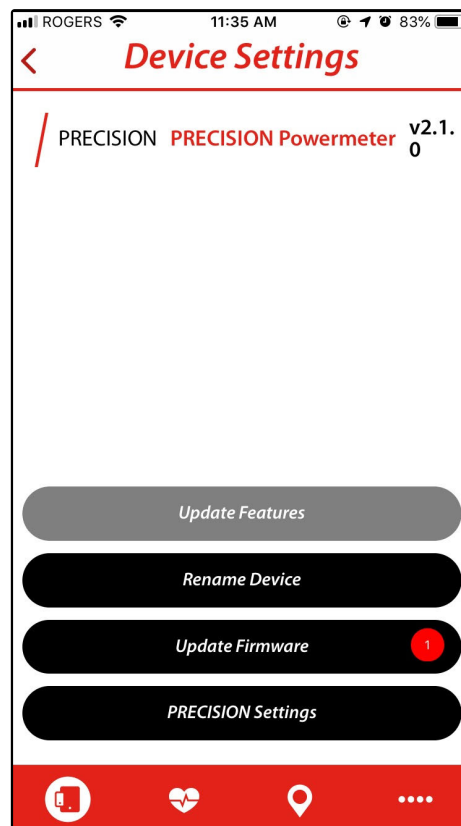 ROGERS 11:35 AM 83%
Device Settings
PRECISION PRECISION Powermeter v2.1.
0
Update Features
Rename Device
Update Firmware 1
PRECISION Settings